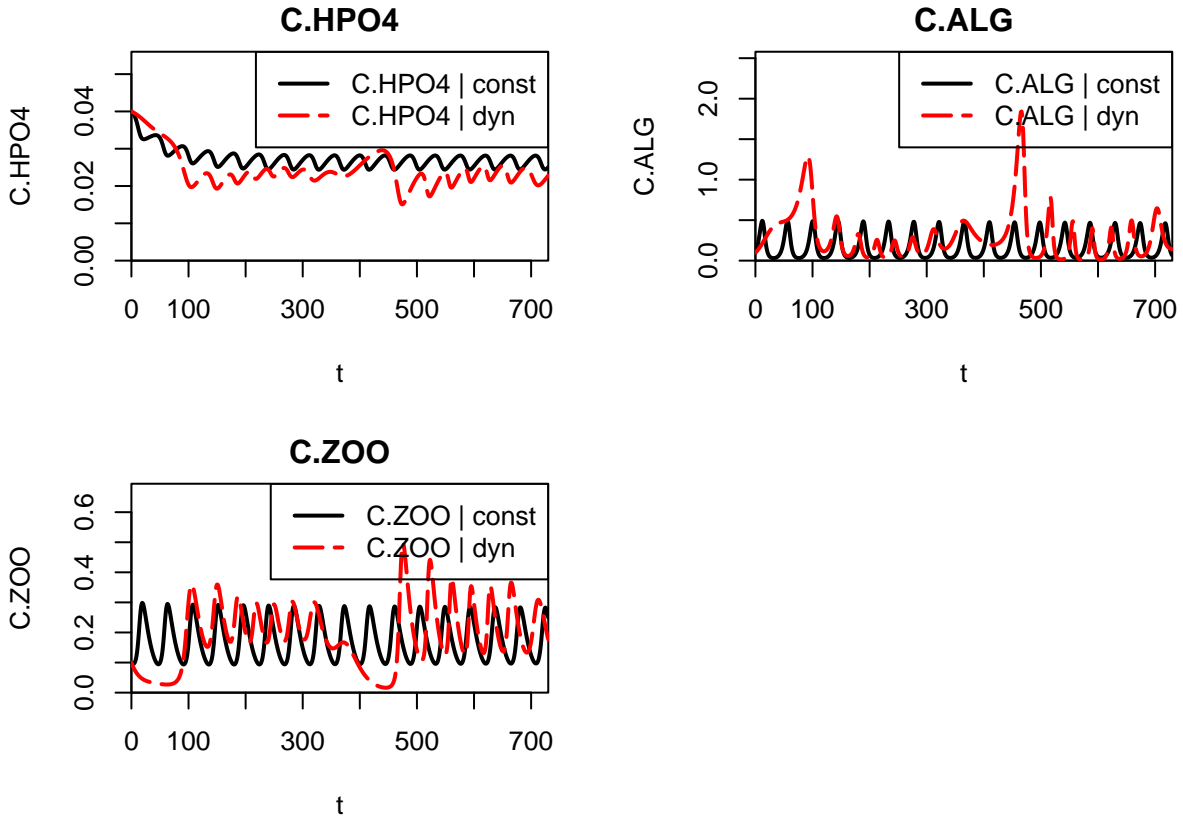 C.HPO4
C.HPO4
0.00 0.02 0.04
C.HPO4 | const
C.HPO4 | dyn
0 100 300 500 700
t
C.ALG
C.ALG
0.0 1.0 2.0
C.ALG | const
C.ALG | dyn
0 100 300 500 700
t
C.ZOO
C.ZOO
0.0 0.2 0.4 0.6
C.ZOO | const
C.ZOO | dyn
0 100 300 500 700
t